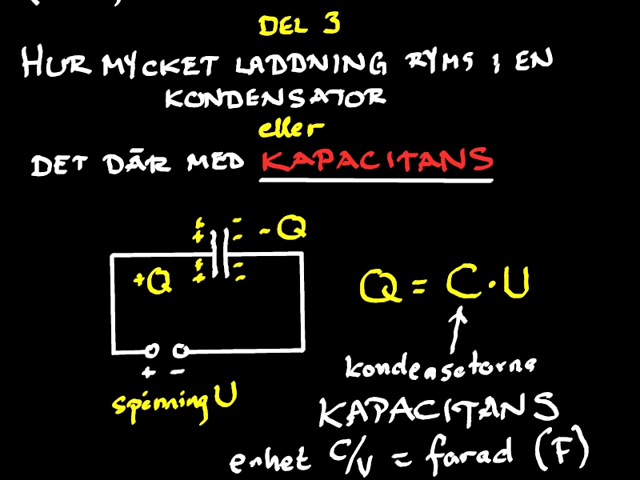 DEL 3
HUR MYCKET LADDNING RYMS I EN
KONDENSATOR
eller
DET DÄR MED KAPACITANS
+ + - - -Q
+Q + + - -
Q = C · U
+ -
spänning U
kondensatorns
KAPACITANS
enhet C/V = farad (F)